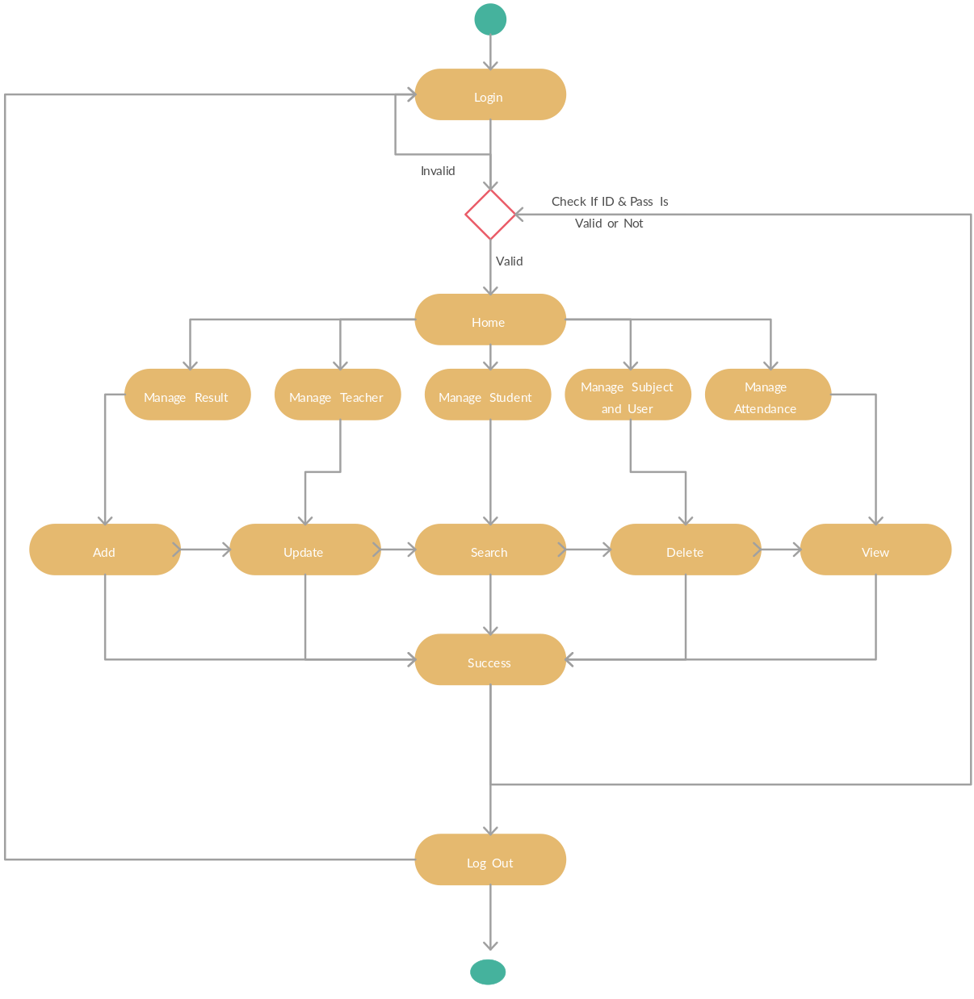 Login
Invalid
Check If ID & Pass Is
Valid or Not
Valid
Home
Manage Result
Manage Teacher
Manage Student
Manage Subject
and User
Manage
Attendance
Add
Update
Search
Delete
View
Success
Log Out